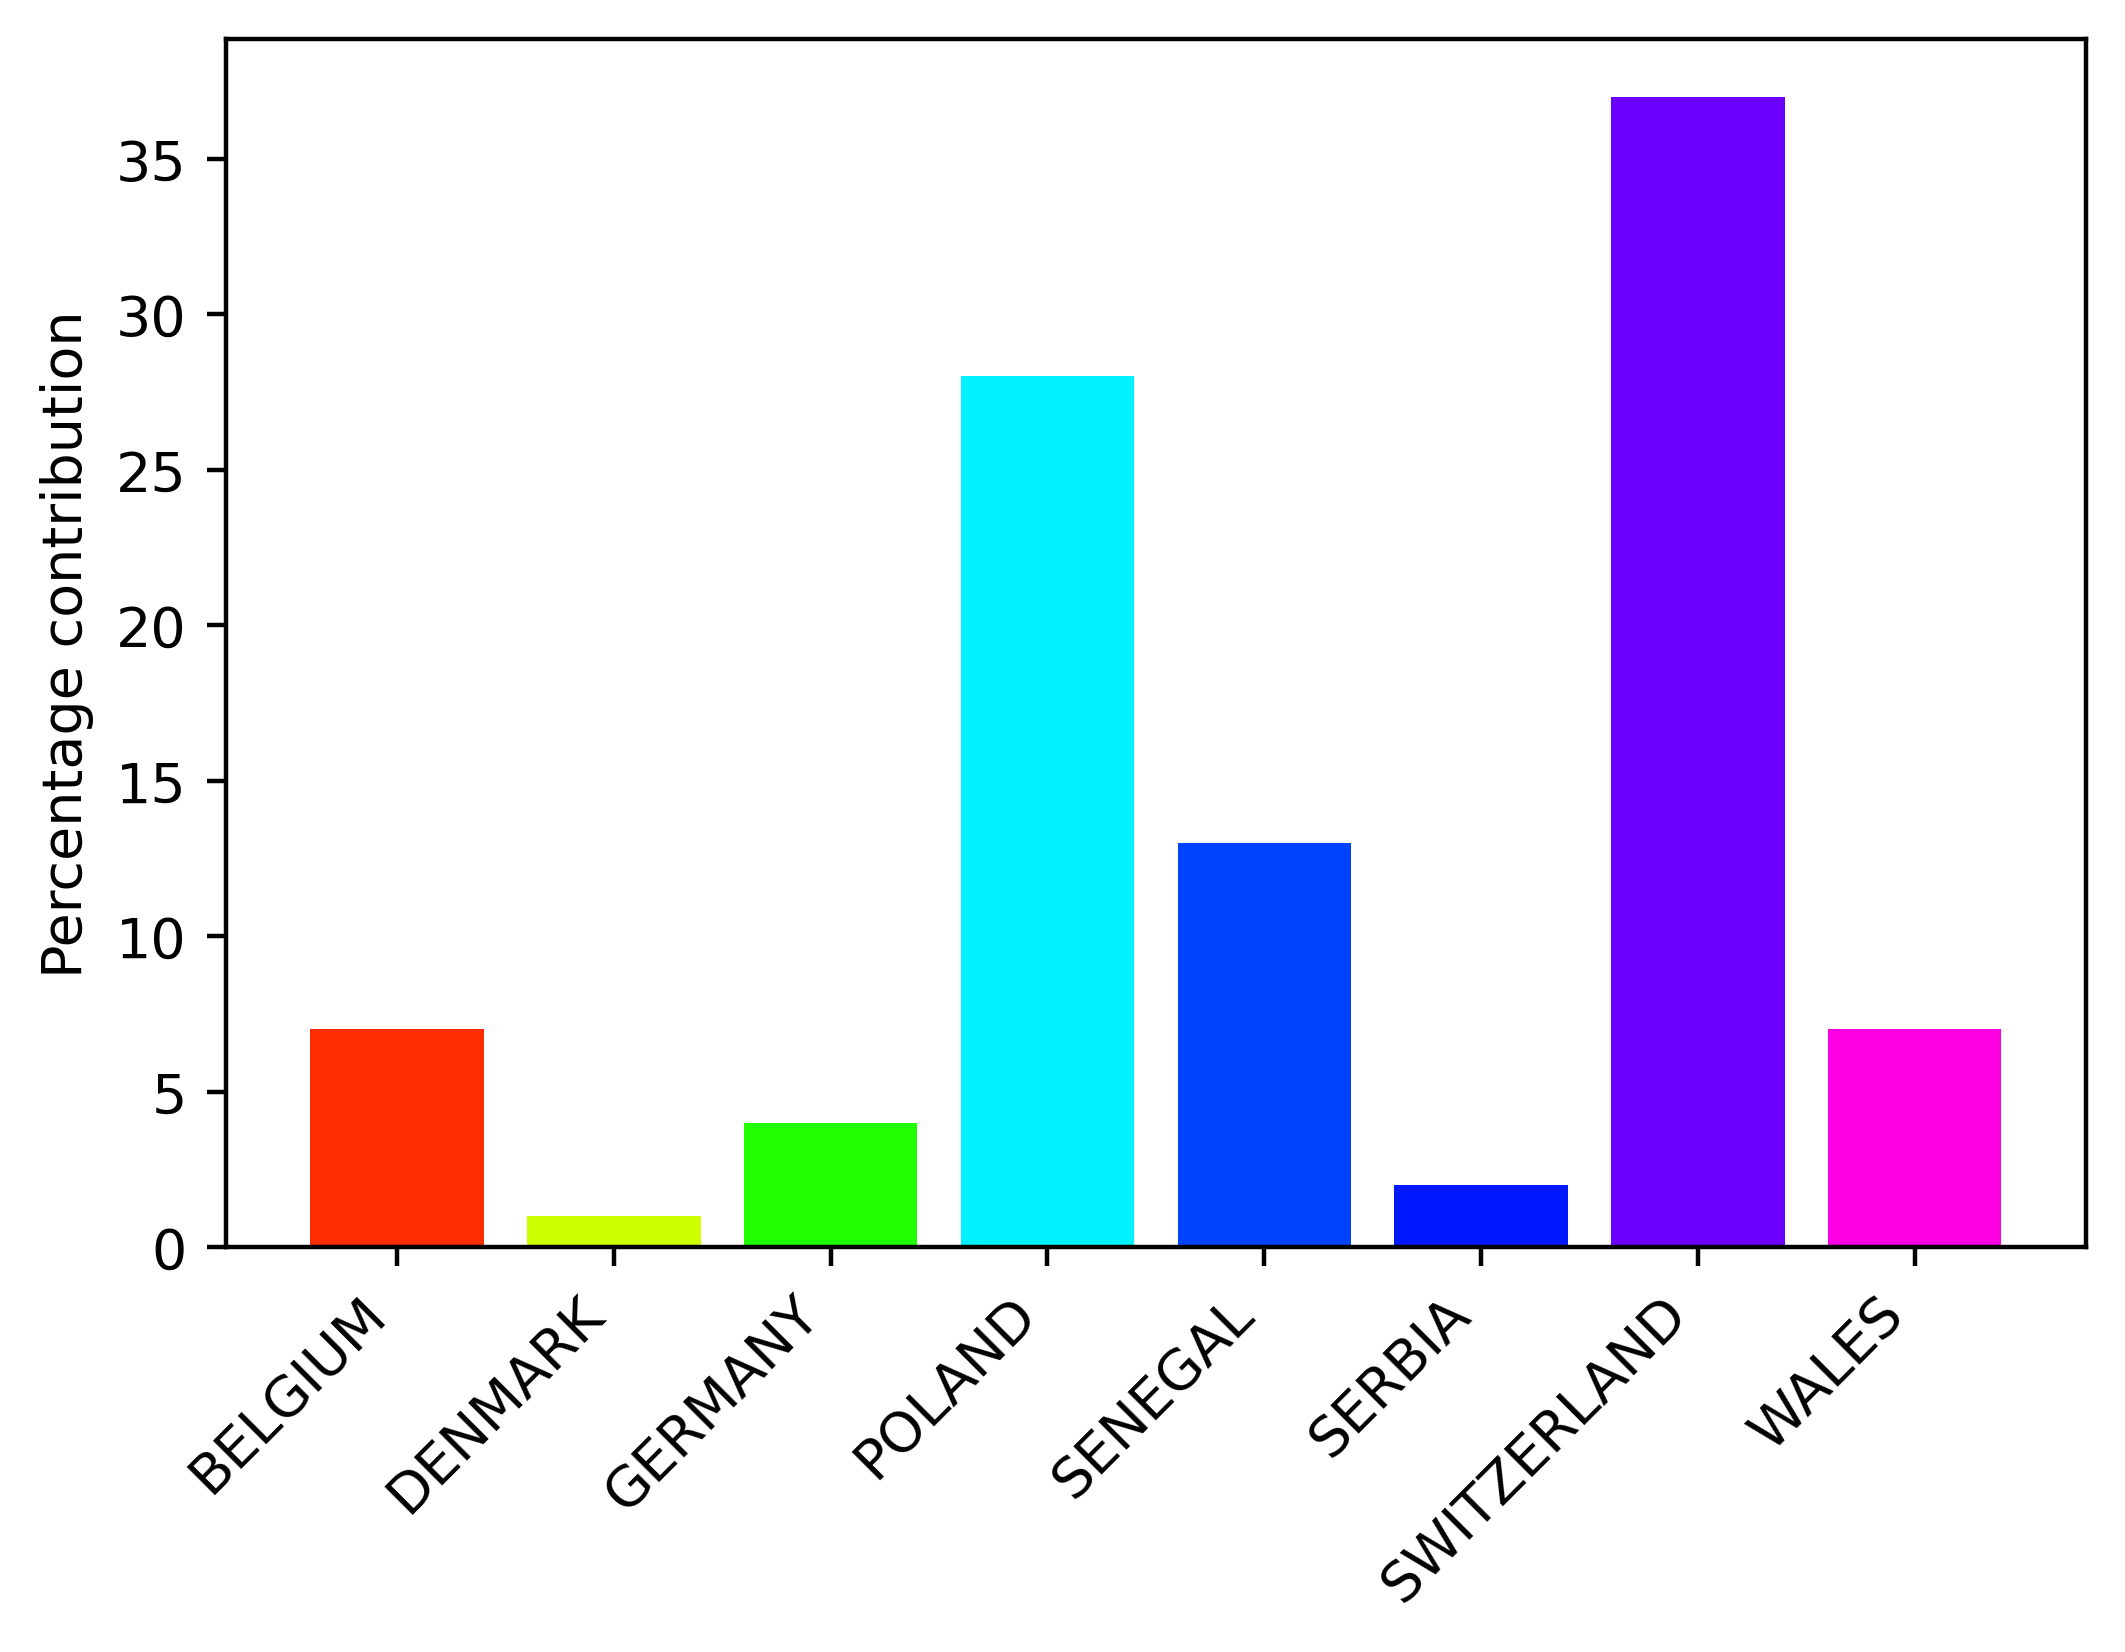 Percentage contribution
35
30
25
20
15
10
5
0
BELGIUM
DENMARK
GERMANY
POLAND
SENEGAL
SERBIA
SWITZERLAND
WALES